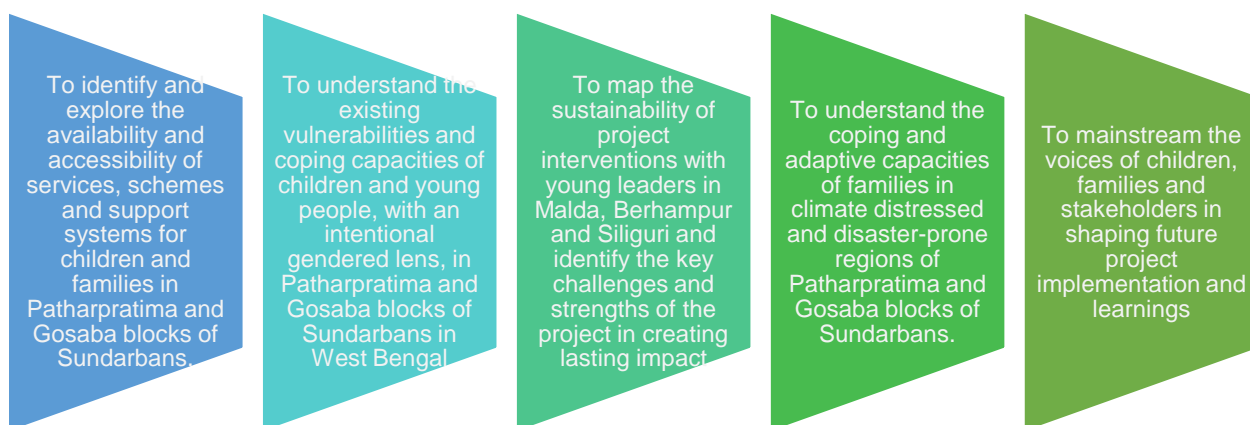 To identify and
explore the
availability and
accessibility of
services, schemes
and support
systems for
children and
families in
Patharpratima and
Gosaba blocks of
Sundarbans.
To understand the
existing
vulnerabilities and
coping capacities of
children and young
people, with an
intentional
gendered lens, in
Patharpratima and
Gosaba blocks of
Sundarbans in
West Bengal
To map the
sustainability of
project
interventions with
young leaders in
Malda, Berhampur
and Siliguri and
identify the key
challenges and
strengths of the
project in creating
lasting impact
To understand the
coping and
adaptive capacities
of families in
climate distressed
and disaster-prone
regions of
Patharpratima and
Gosaba blocks of
Sundarbans.
To mainstream the
voices of children,
families and
stakeholders in
shaping future
project
implementation and
learnings